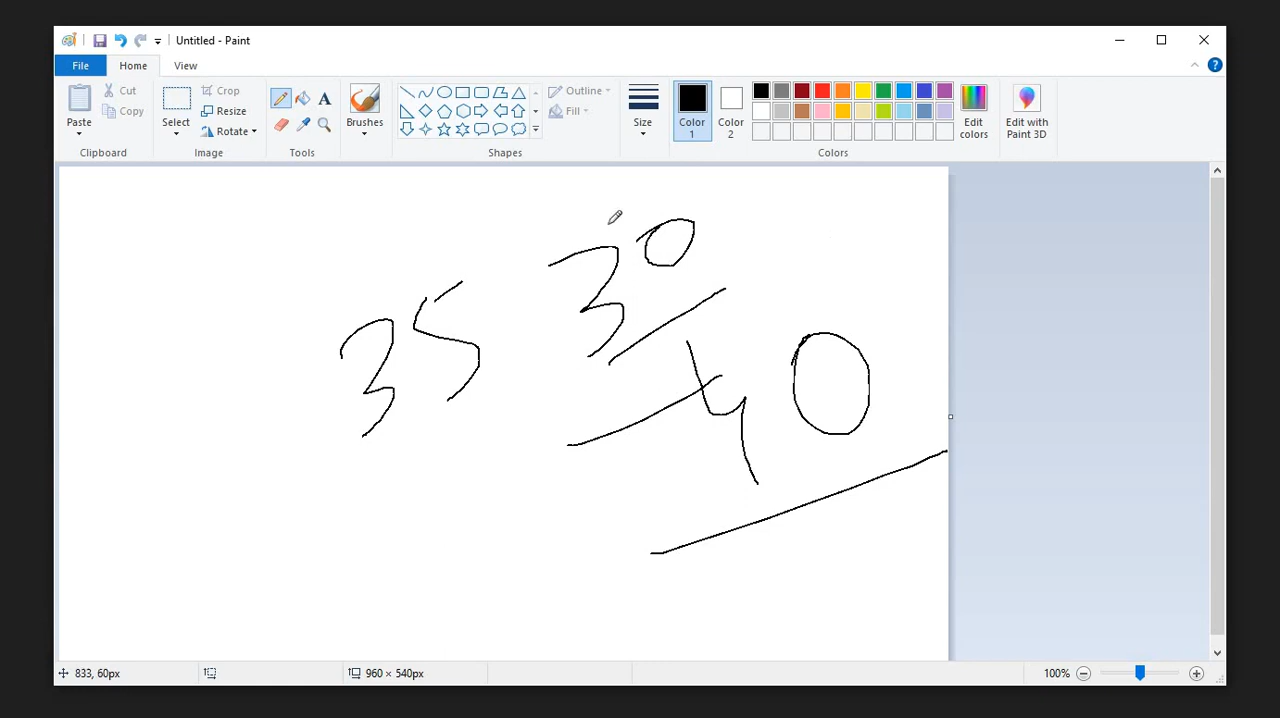 Untitled - Paint
File Home View
Paste
Cut
Copy
Clipboard
Select
Crop
Resize
Rotate
Image
A
Tools
Brushes
Outline
Fill
Shapes
Size
Color 1
Color 2
Edit colors
Colors
Edit with Paint 3D
30
35
40
833, 60px
960 × 540px
100%